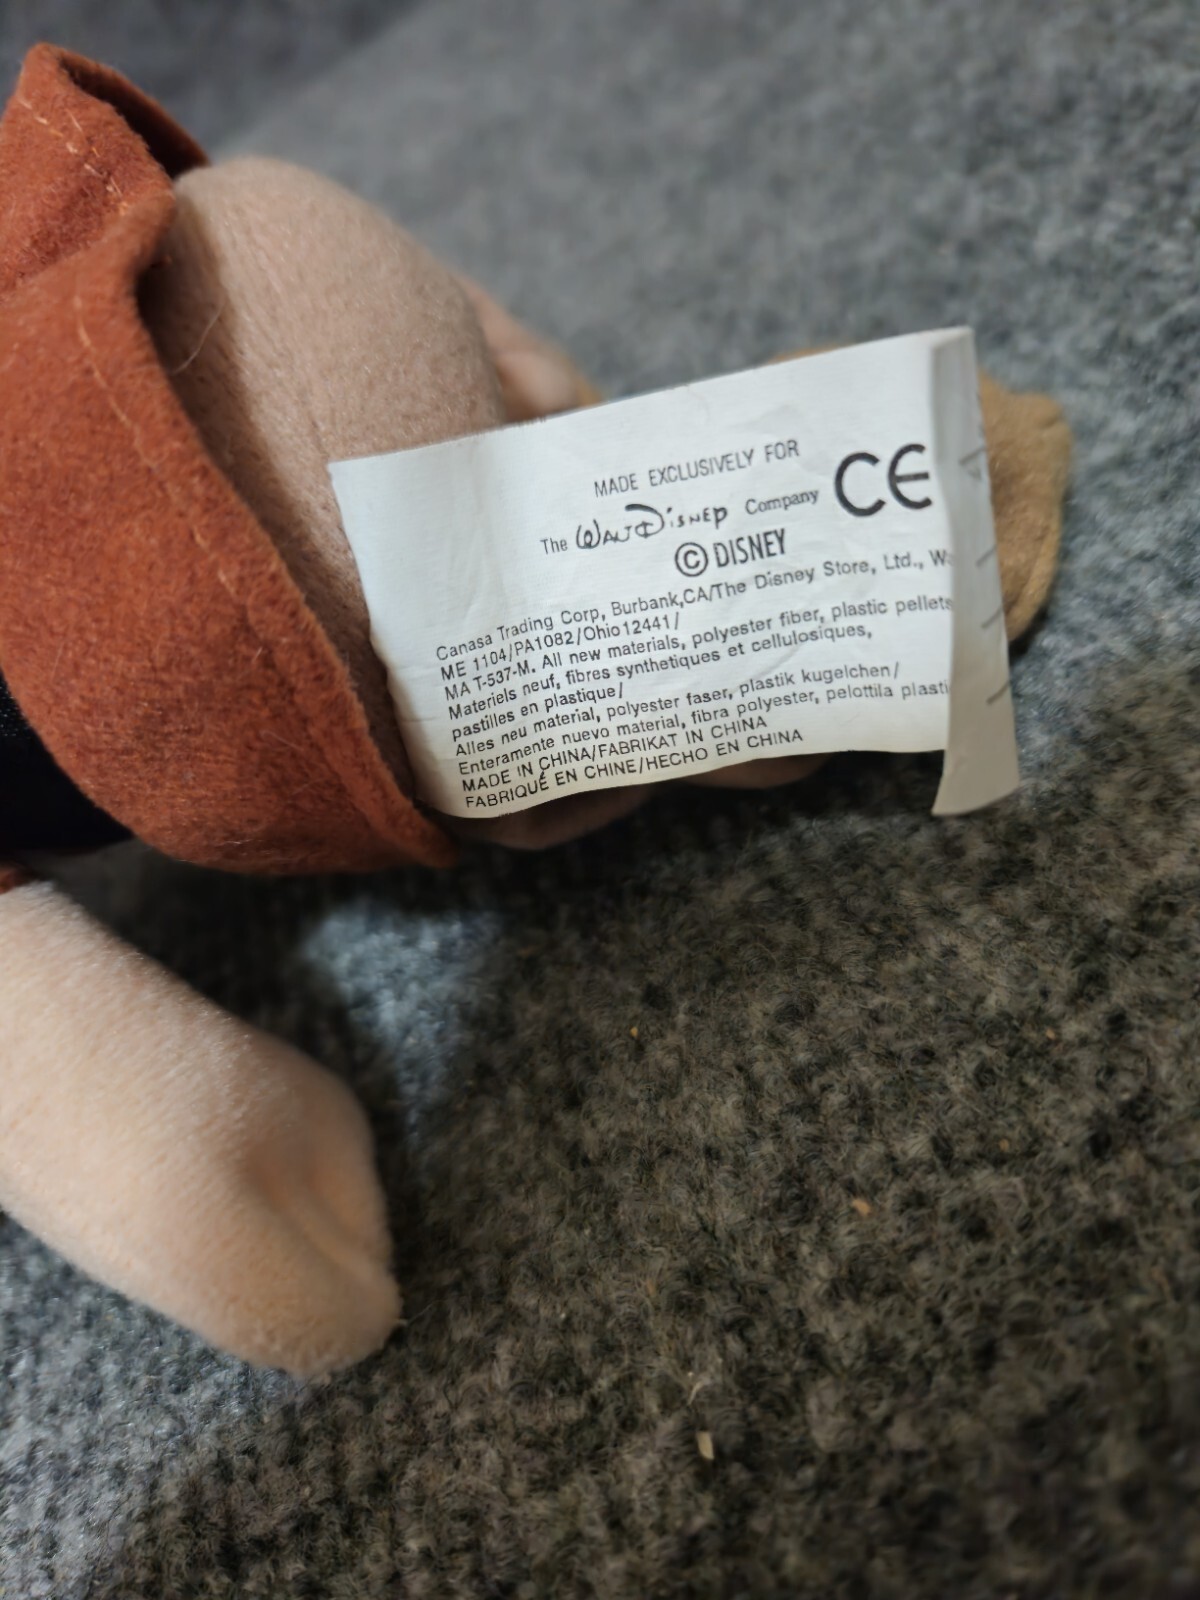 MADE EXCLUSIVELY FOR
The Walt Disney Company CE
© DISNEY
Canasa Trading Corp, Burbank,CA/The Disney Store, Ltd.,
ME 1104/PA1082/Ohio12441/
MA T-537-M. All new materials, polyester fiber, plastic pellets
Materiels neuf, fibres synthetiques et cellulosiques,
pastilles en plastique/
Alles neu material, polyester faser, plastik kugelchen/
Enteramente nuevo material, fibra polyester, pelottila plasti
MADE IN CHINA/FABRIKAT IN CHINA
FABRIQUÉ EN CHINE/HECHO EN CHINA